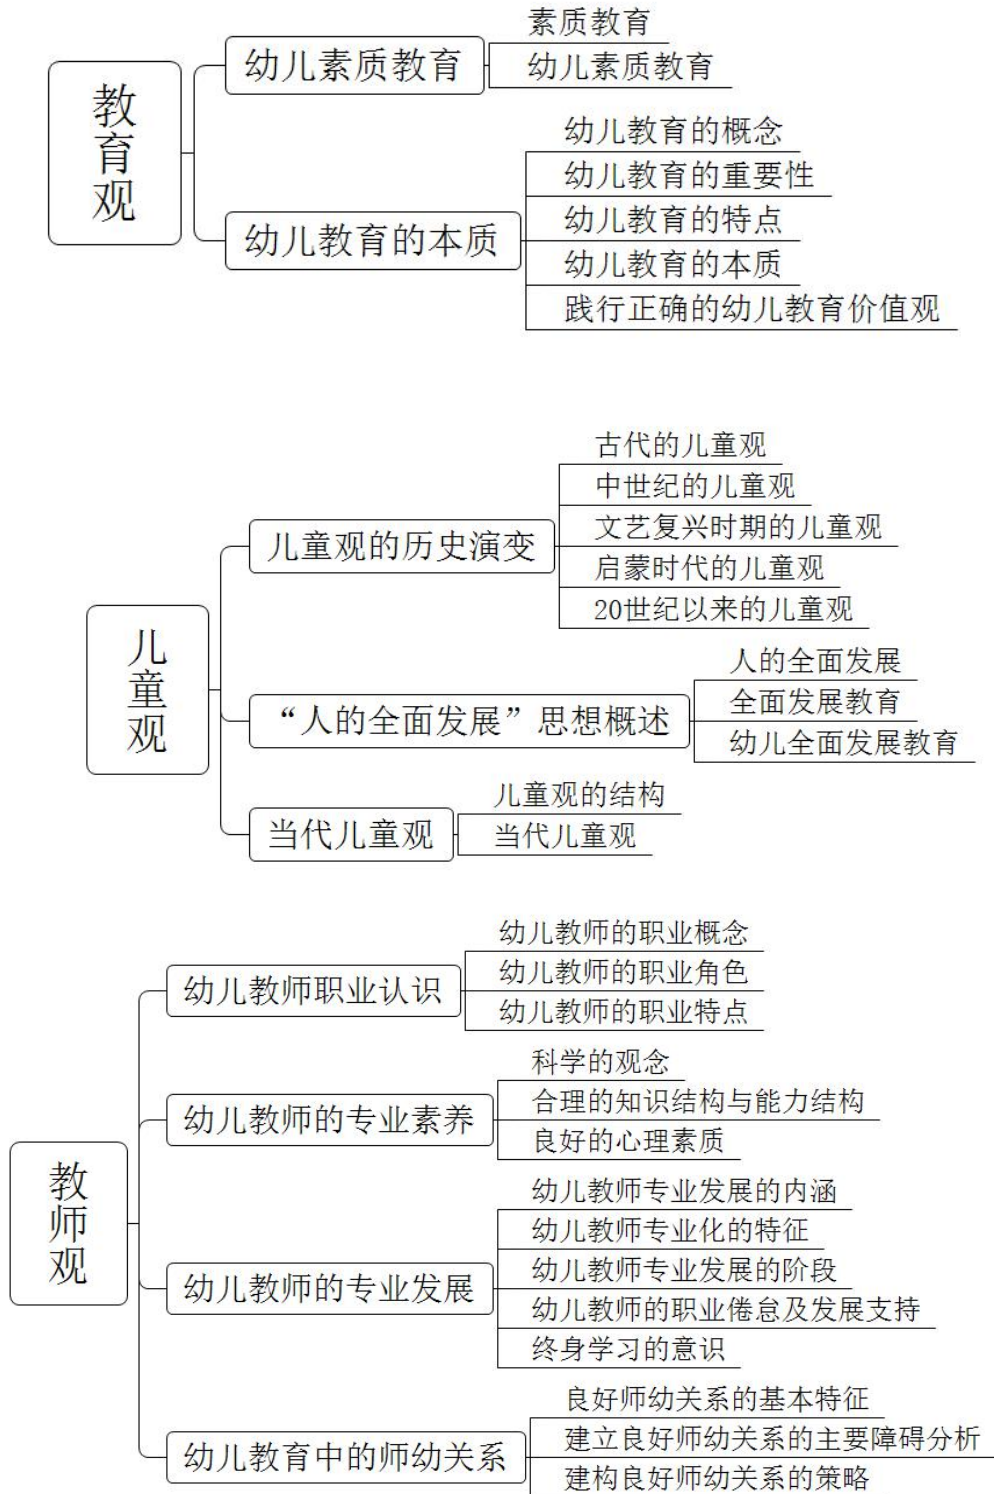 教育观
幼儿素质教育
素质教育
幼儿素质教育
幼儿教育的本质
幼儿教育的概念
幼儿教育的重要性
幼儿教育的特点
幼儿教育的本质
践行正确的幼儿教育价值观
儿童观
儿童观的历史演变
古代的儿童观
中世纪的儿童观
文艺复兴时期的儿童观
启蒙时代的儿童观
20世纪以来的儿童观
“人的全面发展”思想概述
人的全面发展
全面发展教育
幼儿全面发展教育
当代儿童观
儿童观的结构
当代儿童观
教师观
幼儿教师职业认识
幼儿教师的职业概念
幼儿教师的职业角色
幼儿教师的职业特点
幼儿教师的专业素养
科学的观念
合理的知识结构与能力结构
良好的心理素质
幼儿教师的专业发展
幼儿教师专业发展的内涵
幼儿教师专业化的特征
幼儿教师专业发展的阶段
幼儿教师的职业倦怠及发展支持
终身学习的意识
幼儿教育中的师幼关系
良好师幼关系的基本特征
建立良好师幼关系的主要障碍分析
建构良好师幼关系的策略